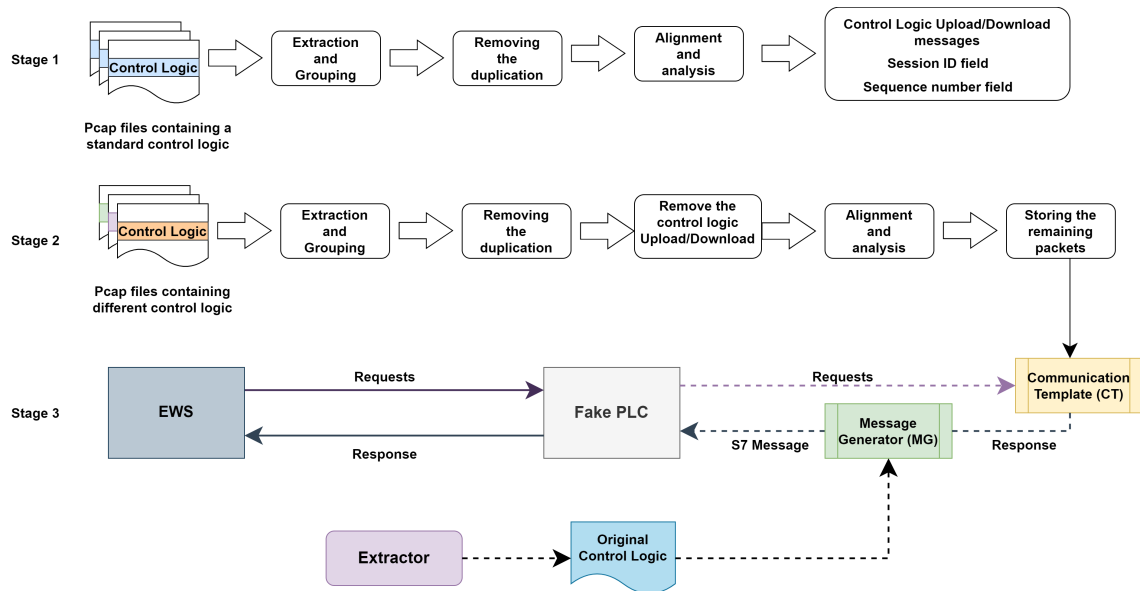 Stage 1
Control Logic
Pcap files containing a
standard control logic
Extraction
and
Grouping
Removing
the
duplication
Alignment
and
analysis
Control Logic Upload/Download
messages
Session ID field
Sequence number field
Stage 2
Control Logic
Pcap files containing
different control logic
Extraction
and
Grouping
Removing
the
duplication
Remove the
control logic
Upload/Download
Alignment
and
analysis
Storing the
remaining
packets
Stage 3
EWS
Requests
Response
Fake PLC
Requests
Communication
Template (CT)
S7 Message
Message
Generator (MG)
Response
Extractor
Original
Control Logic